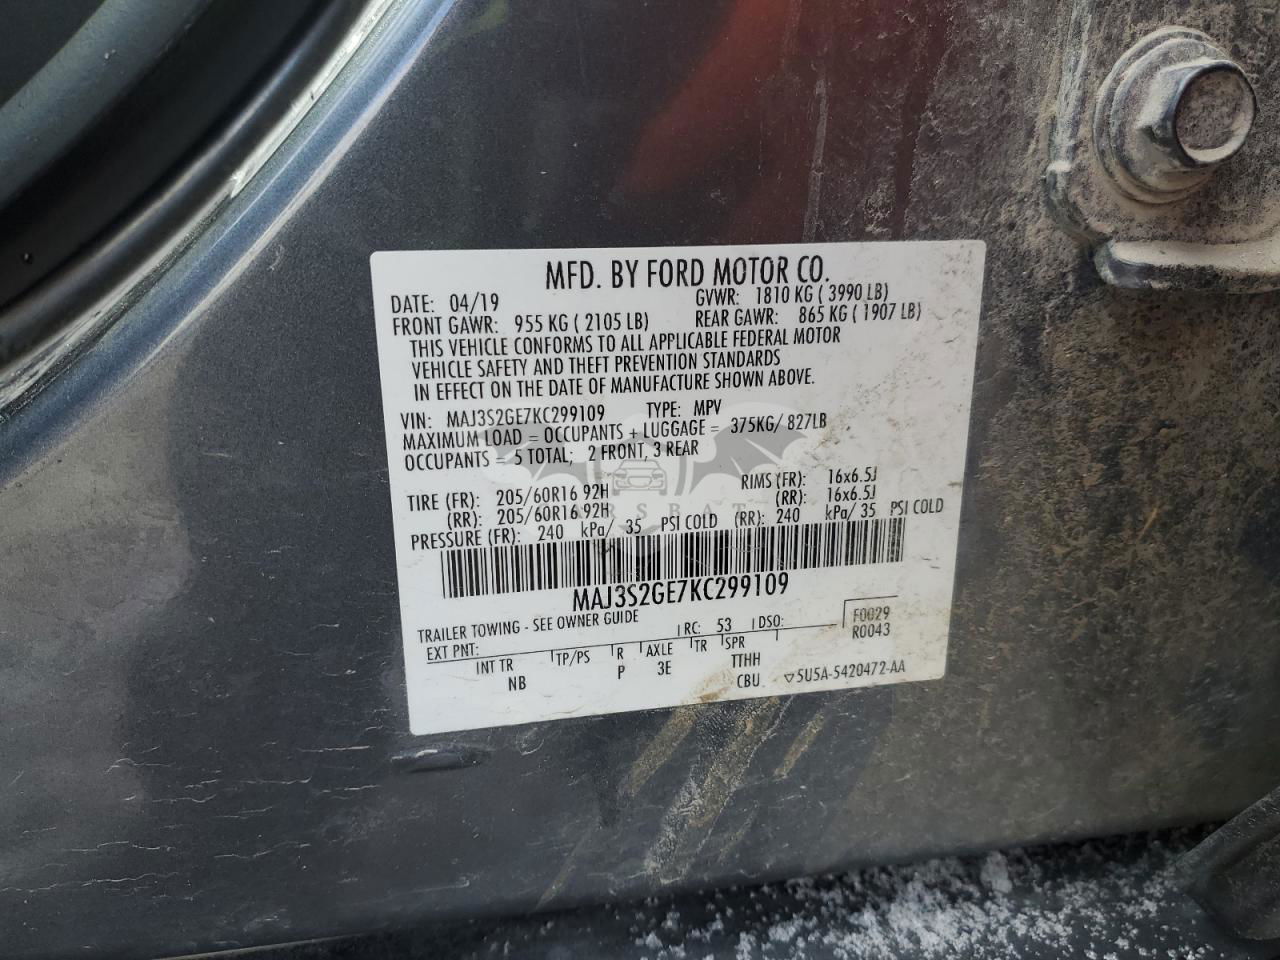 MFD. BY FORD MOTOR CO.
DATE: 04/19 GVWR: 1810 KG ( 3990 LB)
FRONT GAWR: 955 KG ( 2105 LB) REAR GAWR: 865 KG ( 1907 LB)
THIS VEHICLE CONFORMS TO ALL APPLICABLE FEDERAL MOTOR
VEHICLE SAFETY AND THEFT PREVENTION STANDARDS
IN EFFECT ON THE DATE OF MANUFACTURE SHOWN ABOVE.
VIN: MAJ3S2GE7KC299109 TYPE: MPV
MAXIMUM LOAD = OCCUPANTS + LUGGAGE = 375KG/ 827LB
OCCUPANTS = 5 TOTAL; 2 FRONT, 3 REAR
TIRE (FR): 205/60R16 92H RIMS (FR): 16x6.5J
(RR): 205/60R16 92H (RR): 16x6.5J
PRESSURE (FR): 240 kPa/ 35 PSI COLD (RR): 240 kPa/ 35 PSI COLD
MAJ3S2GE7KC299109
TRAILER TOWING - SEE OWNER GUIDE
EXT PNT: RC: 53 DSO: F0029
R0043
INT TR TP/PS R AXLE TR SPR
NB P 3E TTHH
CBU ▽5U5A-5420472-AA